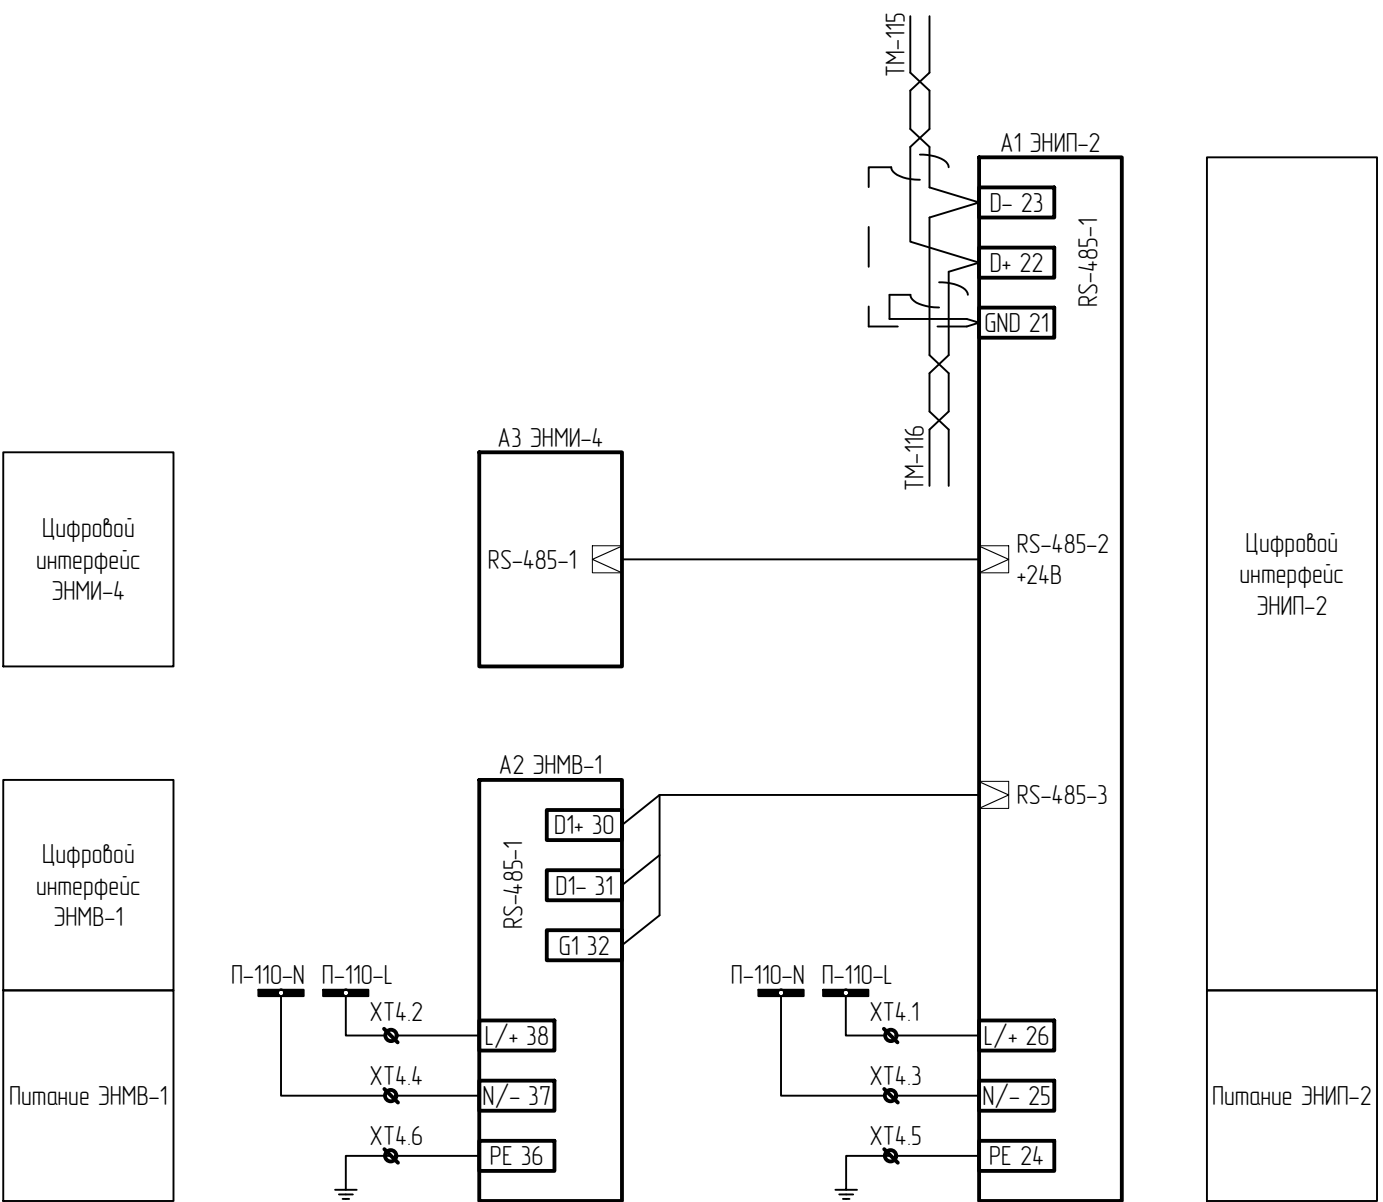 ТМ-115
А1 ЭНИП-2
D- 23
D+ 22
GND 21
RS-485-1
ТМ-116
А3 ЭНМИ-4
RS-485-1
RS-485-2
+24В
Цифровой
интерфейс
ЭНМИ-4
Цифровой
интерфейс
ЭНИП-2
А2 ЭНМВ-1
D1+ 30
D1- 31
G1 32
RS-485-1
RS-485-3
Цифровой
интерфейс
ЭНМВ-1
П-110-N П-110-L
XT4.2
L/+ 38
XT4.4
N/- 37
XT4.6
PE 36
Питание ЭНМВ-1
П-110-N П-110-L
XT4.1
L/+ 26
XT4.3
N/- 25
XT4.5
PE 24
Питание ЭНИП-2